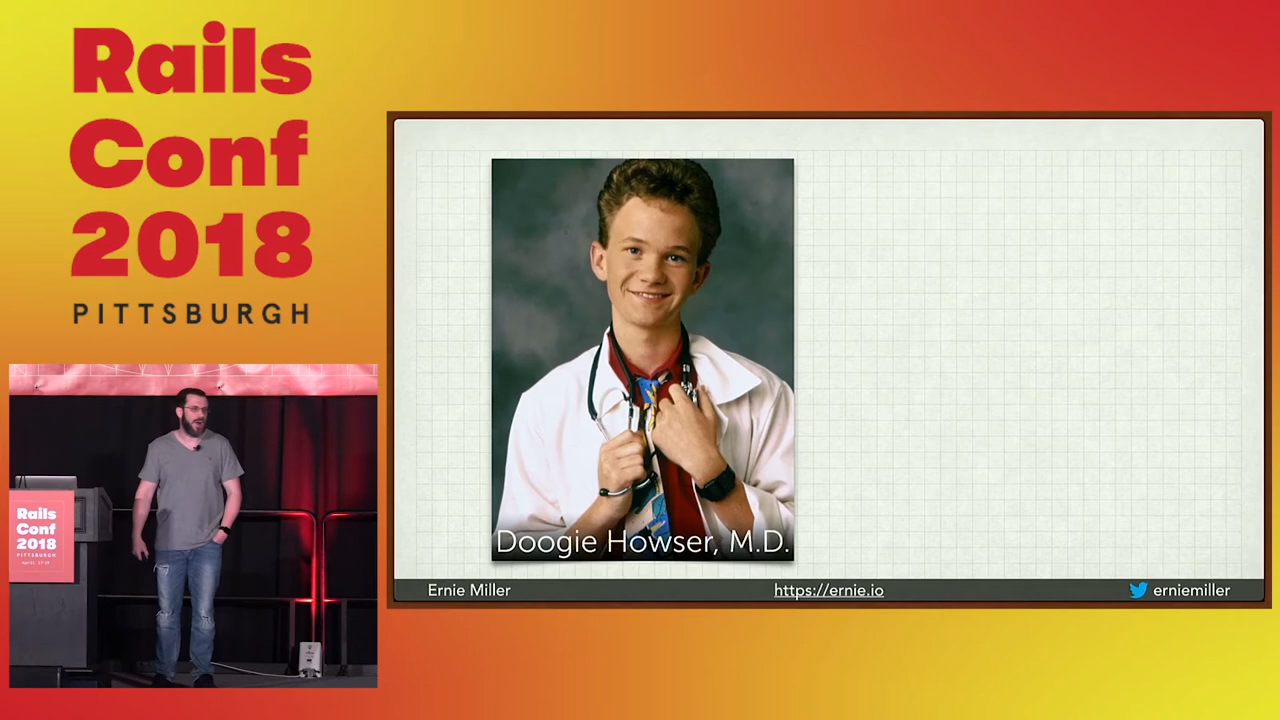 Rails
Conf
2018
PITTSBURGH
Rails
Conf
2018
PITTSBURGH
Doogie Howser, M.D.
Ernie Miller
https://ernie.io
erniemiller